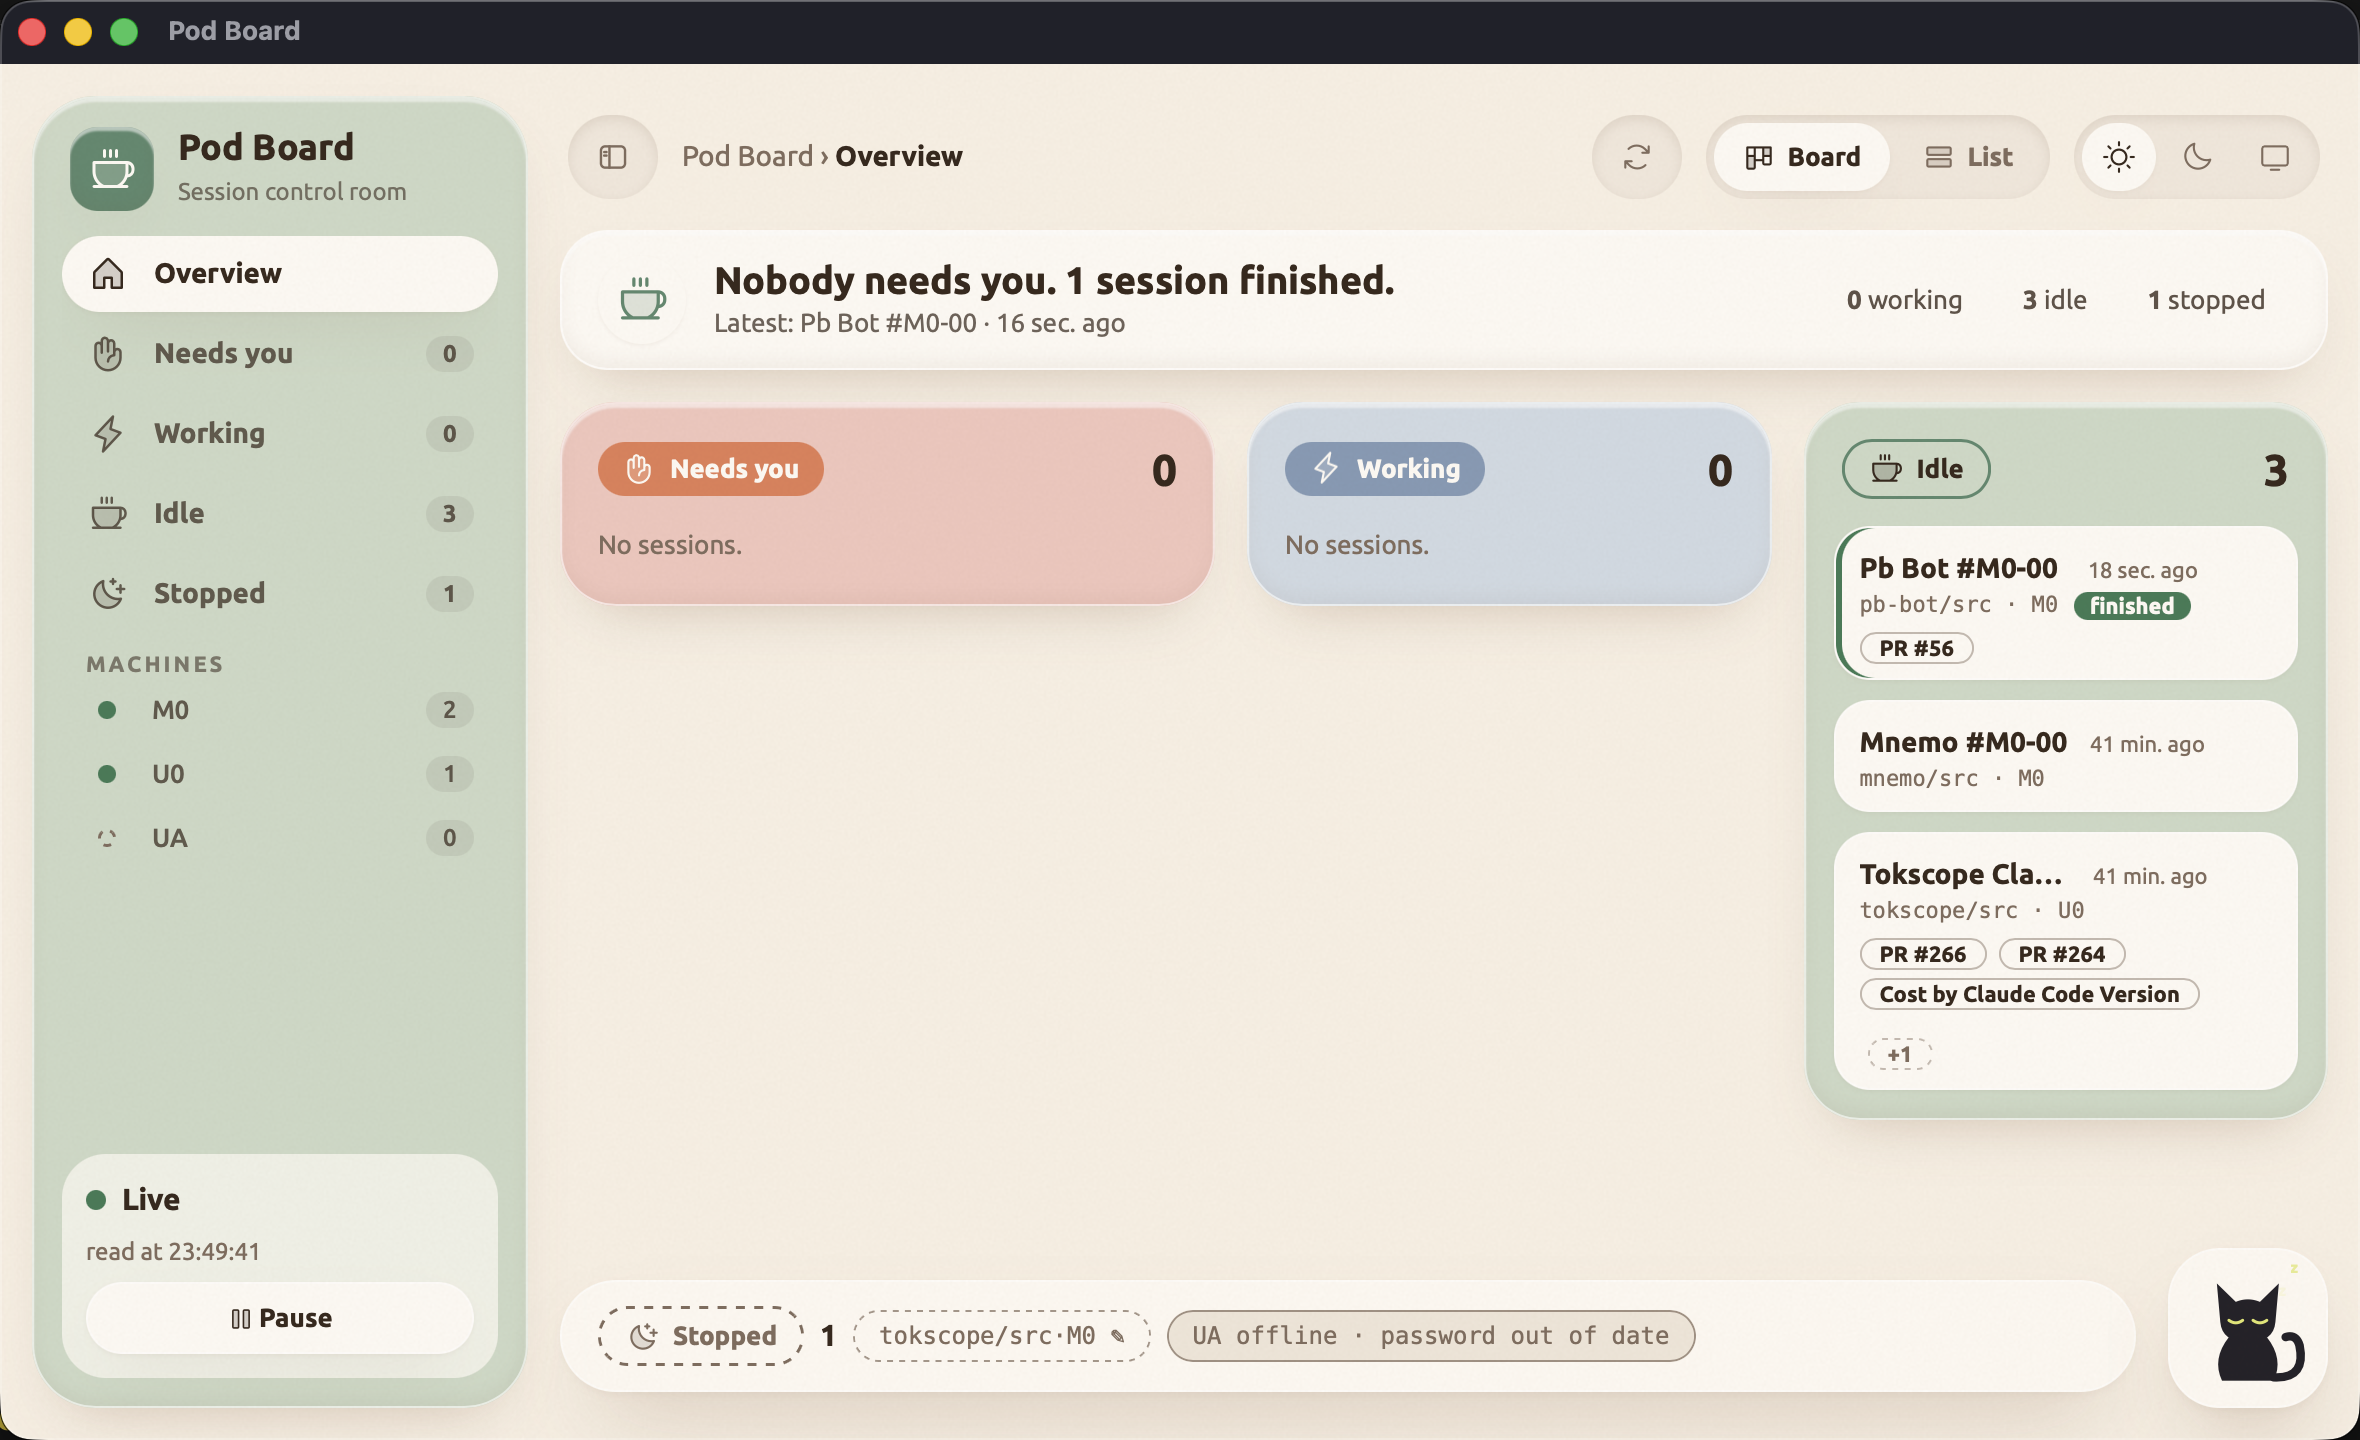 Pod Board
Pod Board
Session control room
Overview
Needs you 0
Working 0
Idle 3
Stopped 1
MACHINES
M0 2
U0 1
UA 0
Live
read at 23:49:41
Pause
Pod Board › Overview
Board
List
Nobody needs you. 1 session finished.
Latest: Pb Bot #M0-00 · 16 sec. ago
0 working 3 idle 1 stopped
Needs you 0
No sessions.
Working 0
No sessions.
Idle 3
Pb Bot #M0-00 18 sec. ago
pb-bot/src · M0 finished
PR #56
Mnemo #M0-00 41 min. ago
mnemo/src · M0
Tokscope Cla... 41 min. ago
tokscope/src · U0
PR #266 PR #264
Cost by Claude Code Version
+1
Stopped 1 tokscope/src·M0 ✎ UA offline · password out of date
z